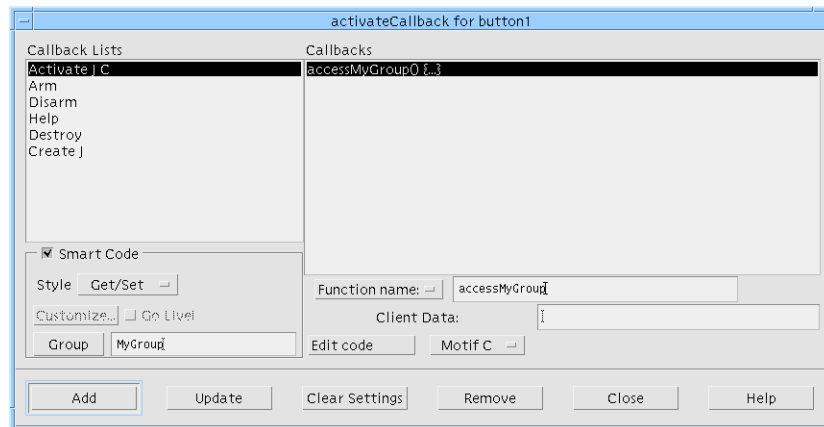 activateCallback for button1
Callback Lists
Callbacks
Activate J C
accessMyGroup() {...}
Arm
Disarm
Help
Destroy
Create J
Smart Code
Style Get/Set
Function name: accessMyGroup
Customize... Go Live!
Client Data:
Group MyGroup
Edit code Motif C
Add Update Clear Settings Remove Close Help